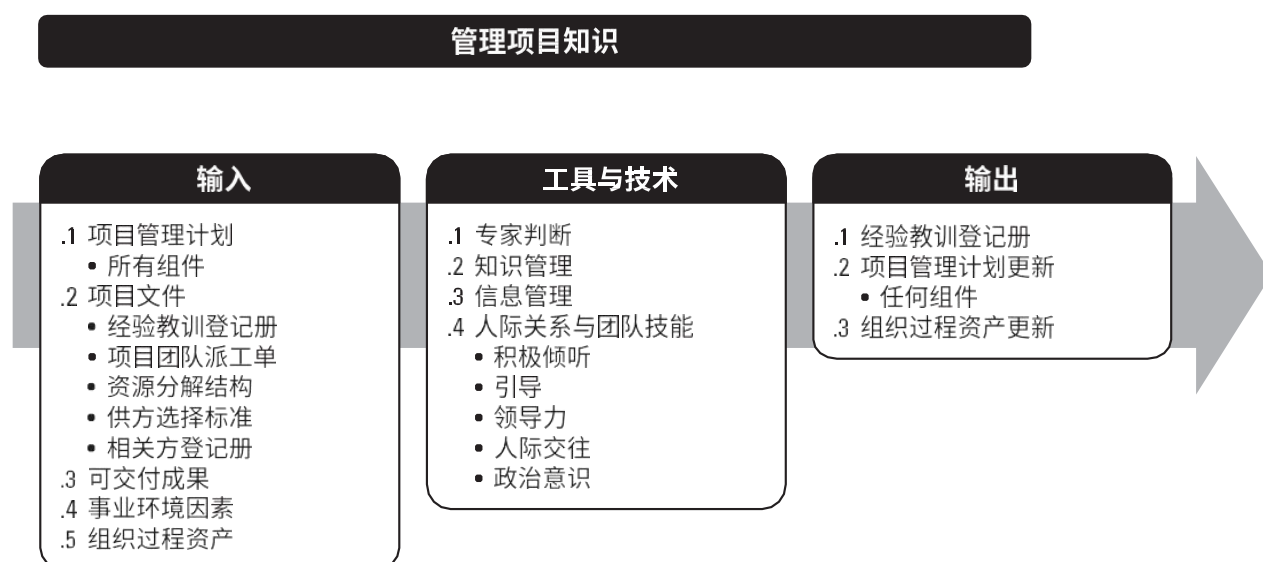 管理项目知识
输入
.1 项目管理计划
• 所有组件
.2 项目文件
• 经验教训登记册
• 项目团队派工单
• 资源分解结构
• 供方选择标准
• 相关方登记册
.3 可交付成果
.4 事业环境因素
.5 组织过程资产
工具与技术
.1 专家判断
.2 知识管理
.3 信息管理
.4 人际关系与团队技能
• 积极倾听
• 引导
• 领导力
• 人际交往
• 政治意识
输出
.1 经验教训登记册
.2 项目管理计划更新
• 任何组件
.3 组织过程资产更新